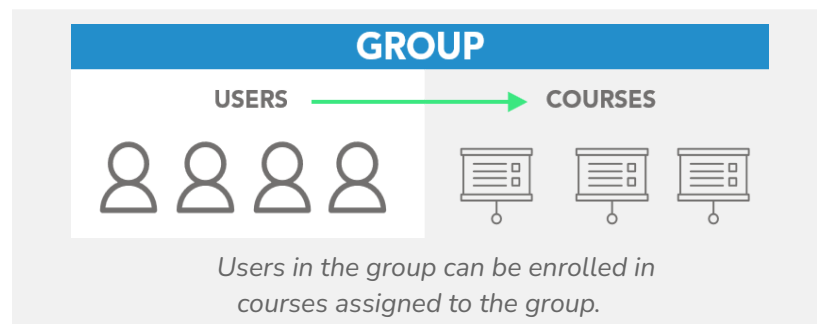 GROUP
USERS
COURSES
Users in the group can be enrolled in
courses assigned to the group.